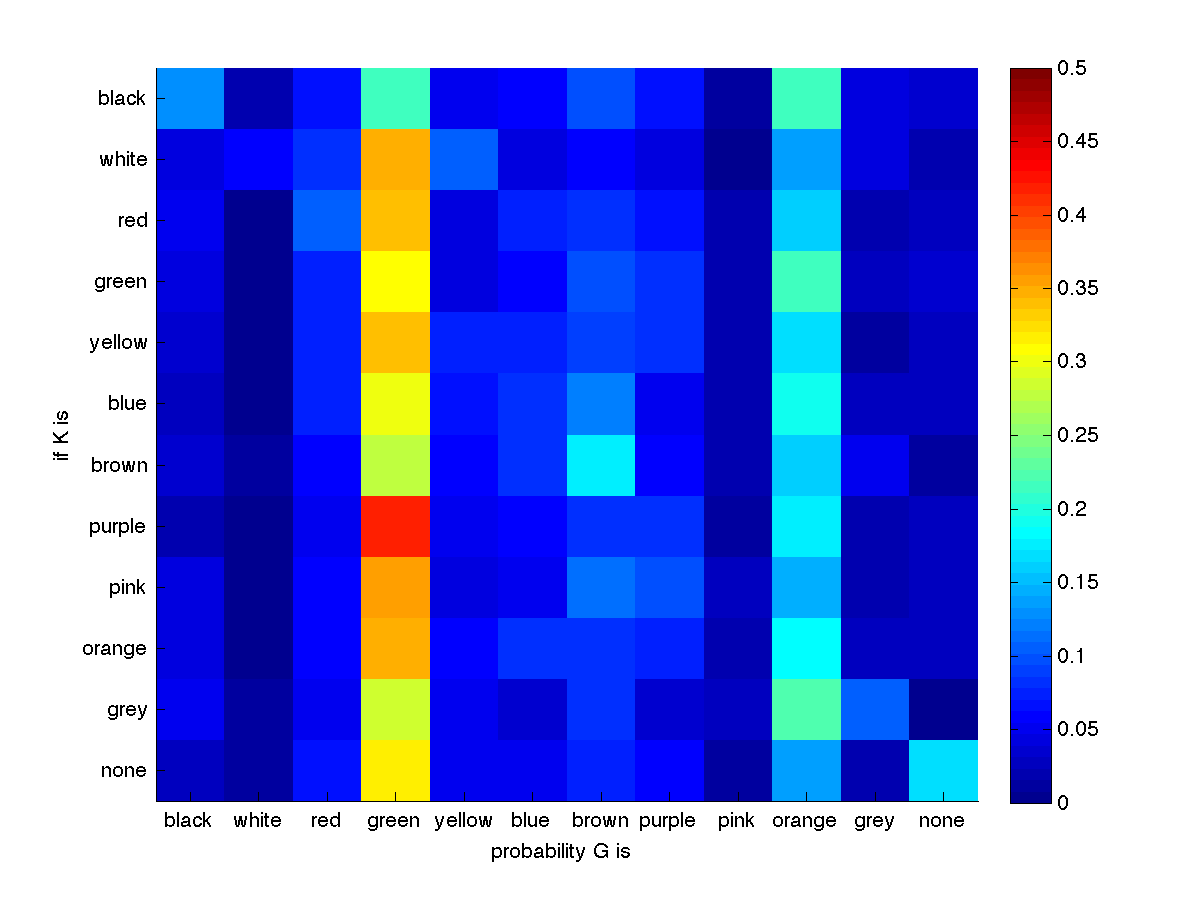 0.5
black
0.45
white
0.4
red
0.35
green
0.3
yellow
0.25
blue
if K is
brown
0.2
purple
0.15
pink
0.1
orange
0.05
grey
none
0
black white red green yellow blue brown purple pink orange grey none
probability G is